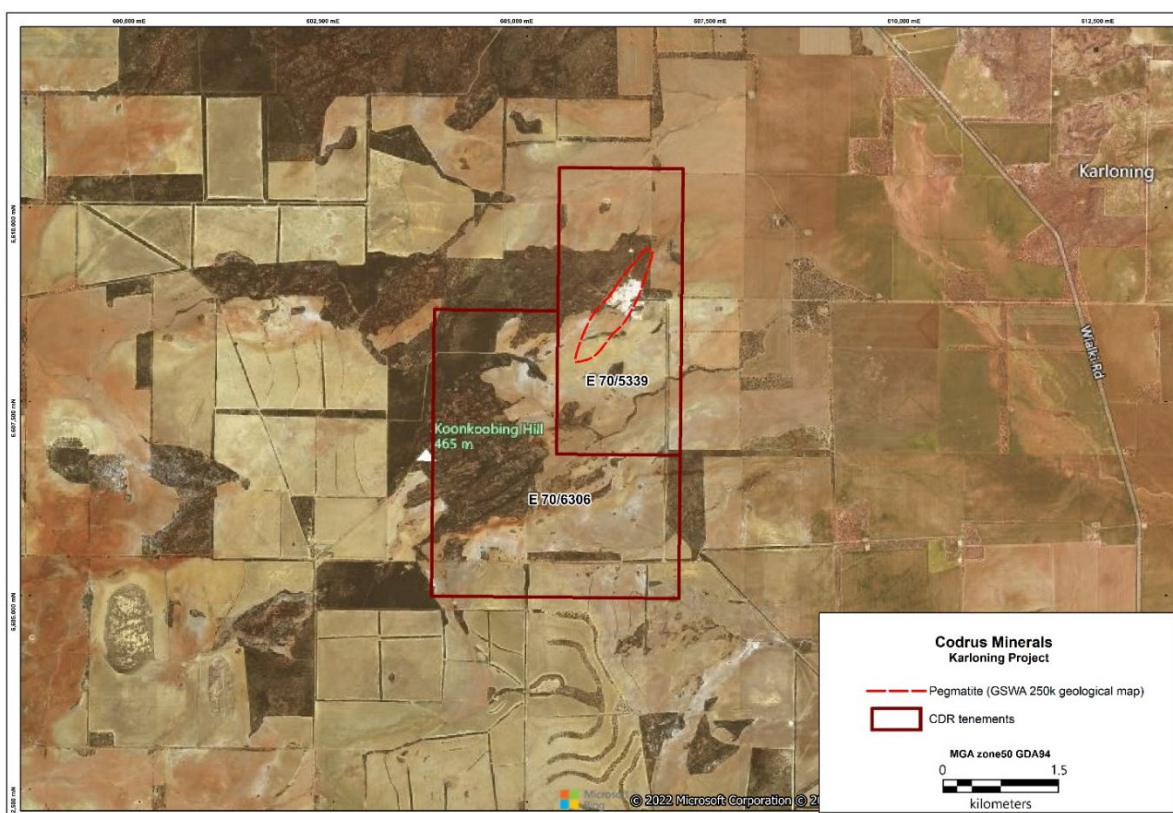 600,000 mE
602,500 mE
605,000 mE
607,500 mE
610,000 mE
612,500 mE
Karloning
Wialki Rd
E 70/5339
Koonkoobing Hill
465 m
E 70/6306
Codrus Minerals
Karloning Project
Pegmatite (GSWA 250k geological map)
CDR tenements
MGA zone50 GDA94
0 1.5
kilometers
Microsoft
Bing
© 2022 Microsoft Corporation ©